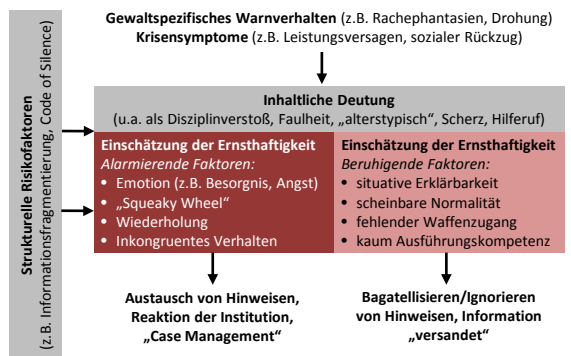 Gewaltspezifisches Warnverhalten (z.B. Rachephantasien, Drohung)
Krisensymptome (z.B. Leistungsversagen, sozialer Rückzug)
Strukturelle Risikofaktoren
(z.B. Informationsfragmentierung, Code of Silence)
Inhaltliche Deutung
(u.a. als Disziplinverstoß, Faulheit, „alterstypisch“, Scherz, Hilferuf)
Einschätzung der Ernsthaftigkeit
Alarmierende Faktoren:
• Emotion (z.B. Besorgnis, Angst)
• „Squeaky Wheel“
• Wiederholung
• Inkongruentes Verhalten
Einschätzung der Ernsthaftigkeit
Beruhigende Faktoren:
• situative Erklärbarkeit
• scheinbare Normalität
• fehlender Waffenzugang
• kaum Ausführungskompetenz
Austausch von Hinweisen,
Reaktion der Institution,
„Case Management“
Bagatellisieren/Ignorieren
von Hinweisen, Information
„versandet“